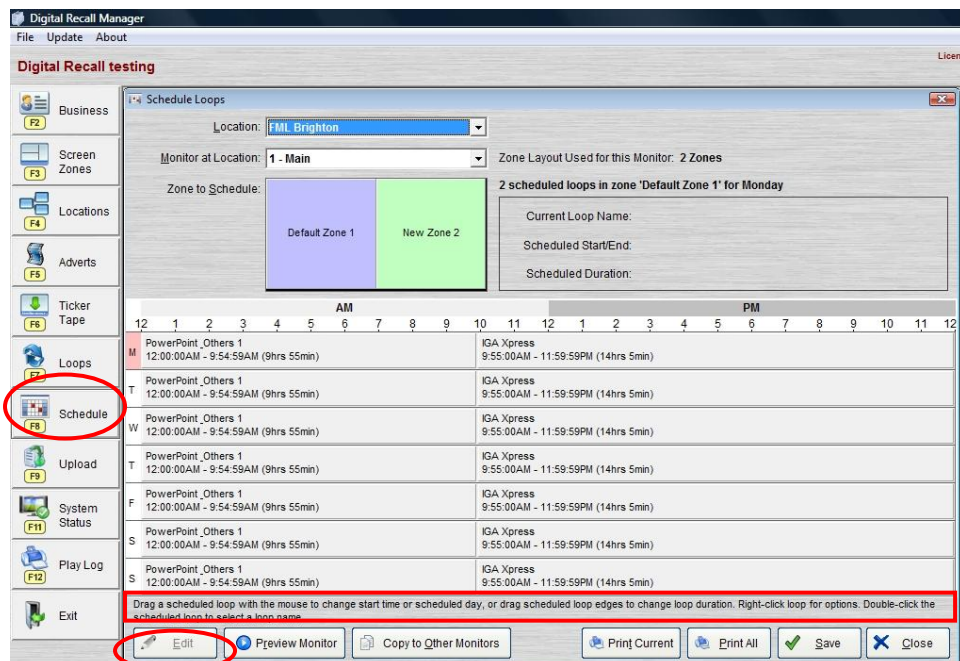 Digital Recall Manager
File Update About
Digital Recall testing
Licen
F2 Business
F3 Screen Zones
F4 Locations
F5 Adverts
F6 Ticker Tape
F7 Loops
F8 Schedule
F9 Upload
F11 System Status
F12 Play Log
Exit
Schedule Loops
Location: FML Brighton
Monitor at Location: 1 - Main Zone Layout Used for this Monitor: 2 Zones
Zone to Schedule: Default Zone 1 New Zone 2
2 scheduled loops in zone 'Default Zone 1' for Monday
Current Loop Name:
Scheduled Start/End:
Scheduled Duration:
AM PM
12 1 2 3 4 5 6 7 8 9 10 11 12 1 2 3 4 5 6 7 8 9 10 11 12
M PowerPoint_Others 1 IGA Xpress
12:00:00AM - 9:54:59AM (9hrs 55min) 9:55:00AM - 11:59:59PM (14hrs 5min)
T PowerPoint_Others 1 IGA Xpress
12:00:00AM - 9:54:59AM (9hrs 55min) 9:55:00AM - 11:59:59PM (14hrs 5min)
W PowerPoint_Others 1 IGA Xpress
12:00:00AM - 9:54:59AM (9hrs 55min) 9:55:00AM - 11:59:59PM (14hrs 5min)
T PowerPoint_Others 1 IGA Xpress
12:00:00AM - 9:54:59AM (9hrs 55min) 9:55:00AM - 11:59:59PM (14hrs 5min)
F PowerPoint_Others 1 IGA Xpress
12:00:00AM - 9:54:59AM (9hrs 55min) 9:55:00AM - 11:59:59PM (14hrs 5min)
S PowerPoint_Others 1 IGA Xpress
12:00:00AM - 9:54:59AM (9hrs 55min) 9:55:00AM - 11:59:59PM (14hrs 5min)
S PowerPoint_Others 1 IGA Xpress
12:00:00AM - 9:54:59AM (9hrs 55min) 9:55:00AM - 11:59:59PM (14hrs 5min)
Drag a scheduled loop with the mouse to change start time or scheduled day, or drag scheduled loop edges to change loop duration. Right-click loop for options. Double-click the
scheduled loop to select a loop name.
Edit Preview Monitor Copy to Other Monitors Print Current Print All Save Close